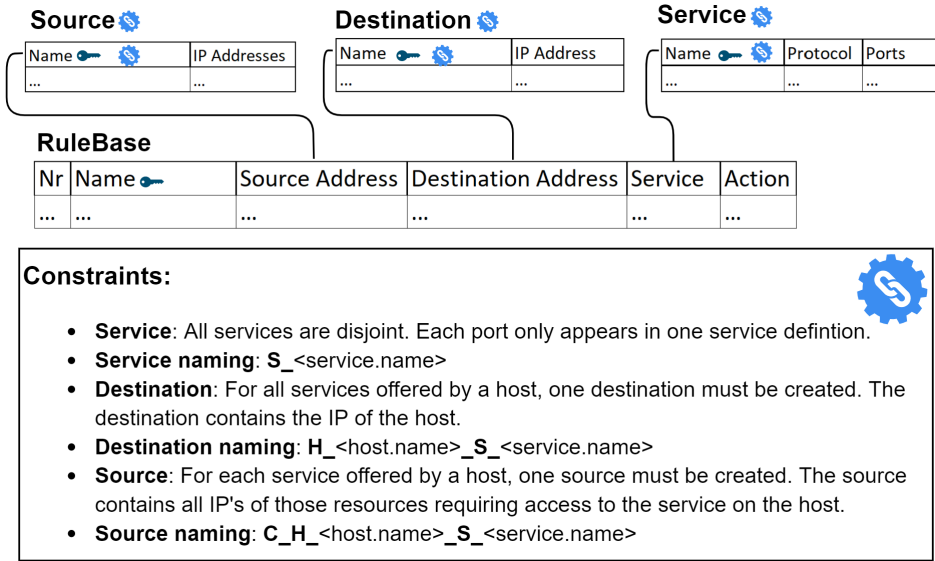 Source Destination Service
Name IP Addresses Name IP Address Name Protocol Ports
... ... ... ... ... ... ...
RuleBase
Nr Name Source Address Destination Address Service Action
... ... ... ... ... ...
Constraints:
• Service: All services are disjoint. Each port only appears in one service defintion.
• Service naming: S_<service.name>
• Destination: For all services offered by a host, one destination must be created. The
destination contains the IP of the host.
• Destination naming: H_<host.name>_S_<service.name>
• Source: For each service offered by a host, one source must be created. The source
contains all IP's of those resources requiring access to the service on the host.
• Source naming: C_H_<host.name>_S_<service.name>